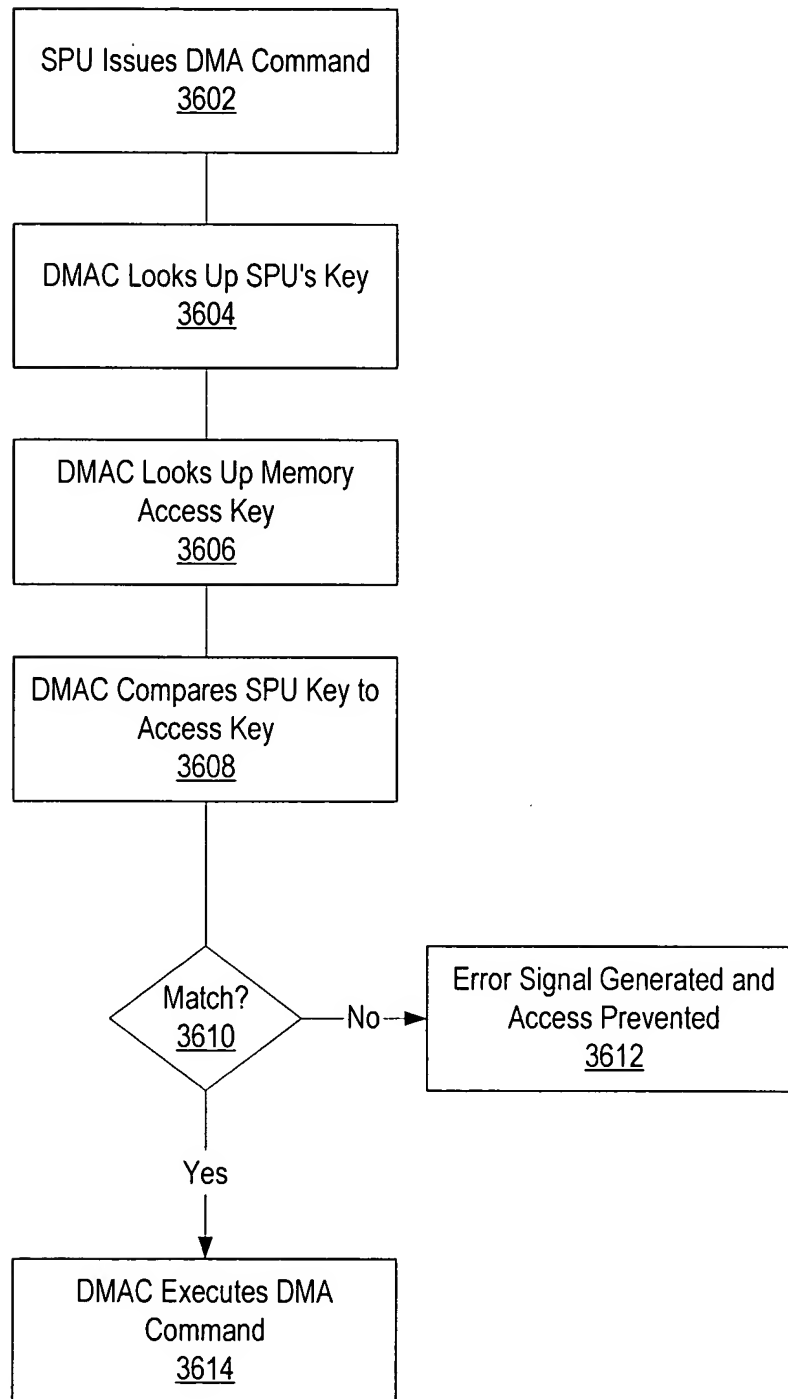 SPU Issues DMA Command
3602
DMAC Looks Up SPU's Key
3604
DMAC Looks Up Memory
Access Key
3606
DMAC Compares SPU Key to
Access Key
3608
Match?
3610
No
Error Signal Generated and
Access Prevented
3612
Yes
DMAC Executes DMA
Command
3614